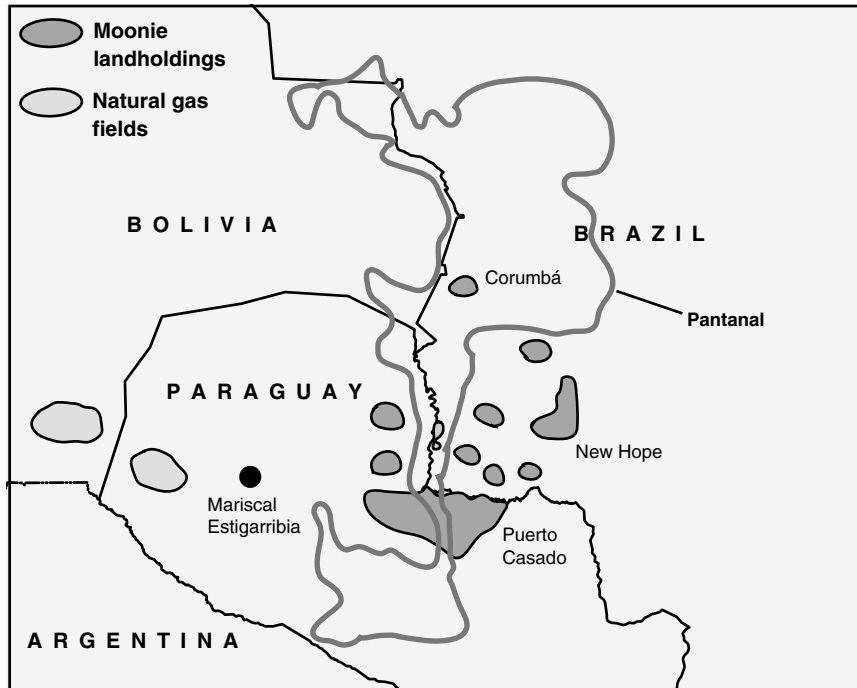 Moonie
landholdings
Natural gas
fields
BOLIVIA
BRAZIL
Corumbá
Pantanal
PARAGUAY
New Hope
Mariscal
Estigarribia
Puerto
Casado
ARGENTINA